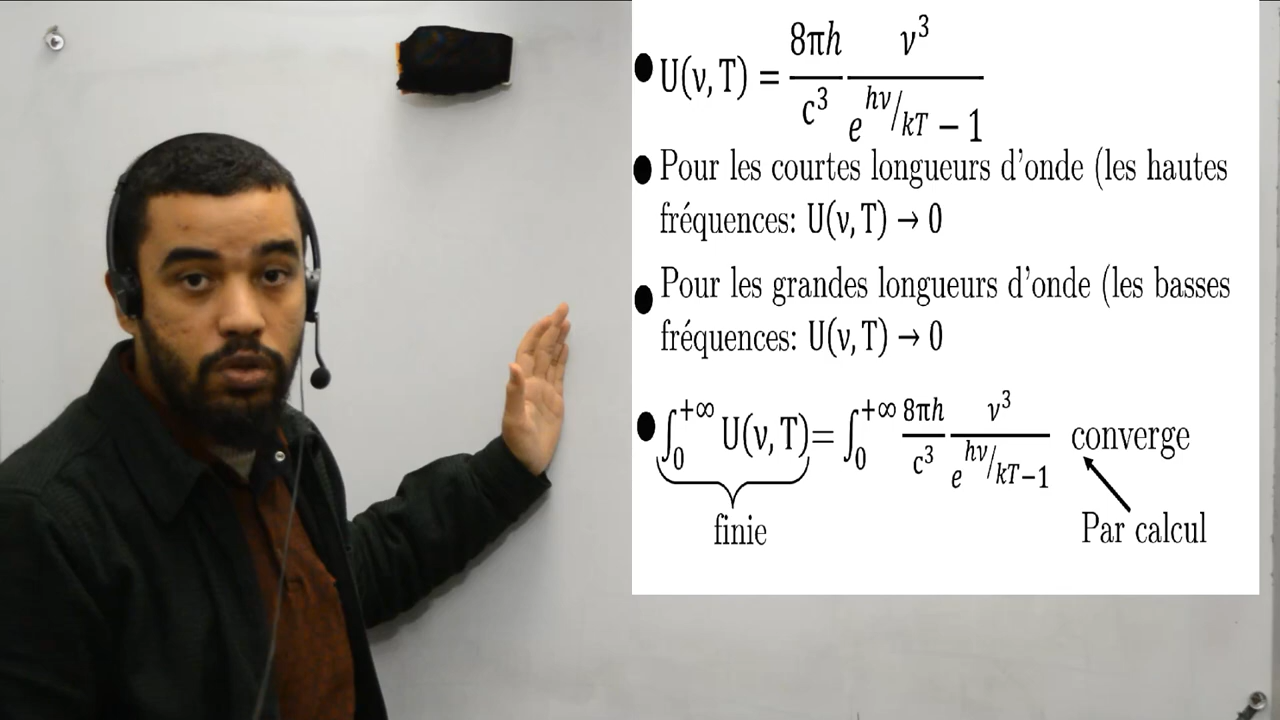 ● U(ν,T) = 8πh/c³ ν³/(e^(hν/kT) − 1)
● Pour les courtes longueurs d'onde (les hautes
fréquences: U(ν,T) → 0
● Pour les grandes longueurs d'onde (les basses
fréquences: U(ν,T) → 0
● ∫₀^+∞ U(ν,T) = ∫₀^+∞ 8πh/c³ ν³/(e^(hν/kT−1)) converge
finie
Par calcul